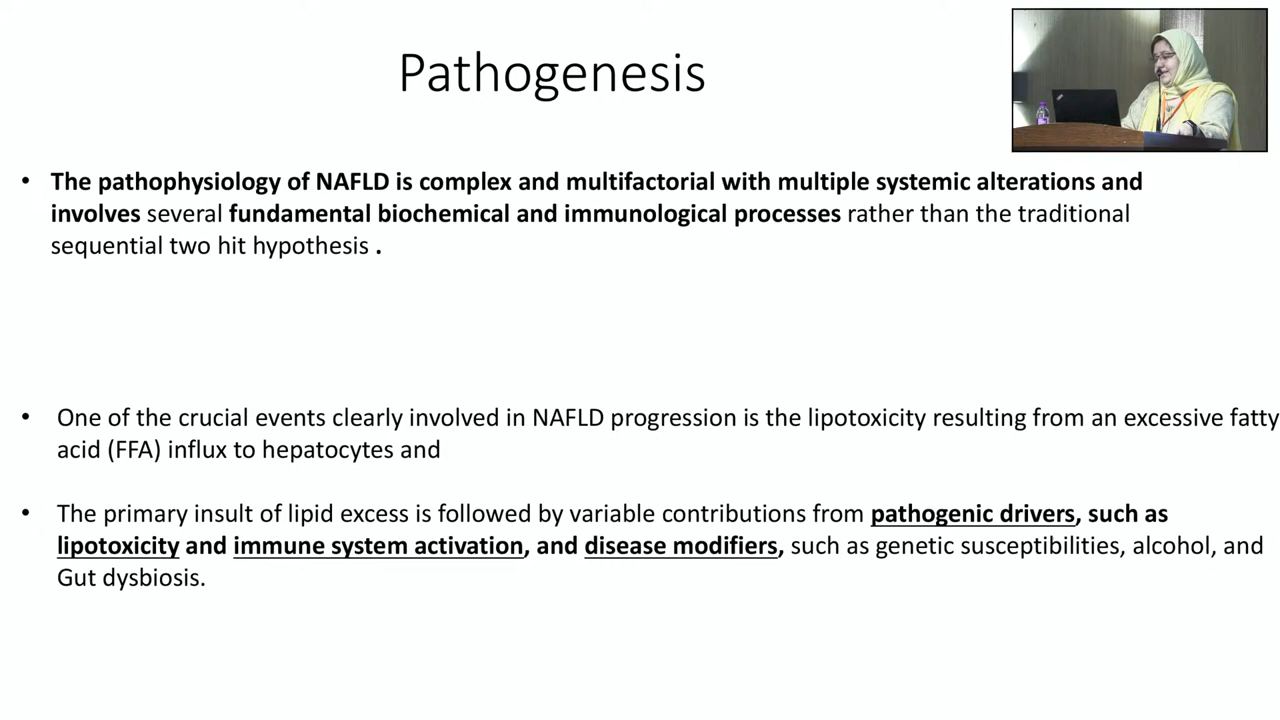 Pathogenesis
• The pathophysiology of NAFLD is complex and multifactorial with multiple systemic alterations and
involves several fundamental biochemical and immunological processes rather than the traditional
sequential two hit hypothesis .
• One of the crucial events clearly involved in NAFLD progression is the lipotoxicity resulting from an excessive fatty
acid (FFA) influx to hepatocytes and
• The primary insult of lipid excess is followed by variable contributions from pathogenic drivers, such as
lipotoxicity and immune system activation, and disease modifiers, such as genetic susceptibilities, alcohol, and
Gut dysbiosis.